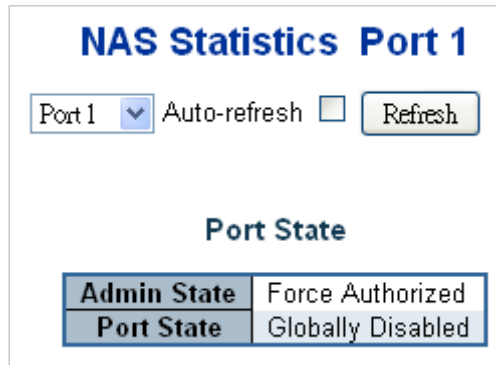 NAS Statistics Port 1
Port 1 Auto-refresh Refresh
Port State
Admin State Force Authorized
Port State Globally Disabled